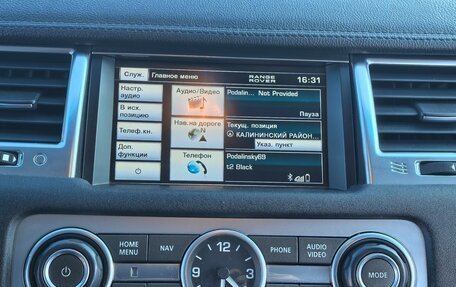 Служ.
Главное меню
RANGE ROVER
16:31
Настр. аудио
Аудио/Видео
Podalin... Not Provided
Пауза
В иск. позицию
Нав.на дороге
N
Текущ. позиция
КАЛИНИНСКИЙ РАЙОН...
Указ. пункт
Телеф.кн.
Доп. функции
Телефон
Podalinsky69
t2 Black
HOME MENU
NAV
PHONE
AUDIO VIDEO
MODE
12